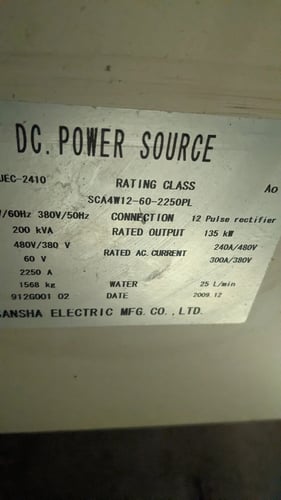 DC. POWER SOURCE
JEC-2410 RATING CLASS Ao
SCA4W12-60-2250PL
/60Hz 380V/50Hz CONNECTION 12 Pulse rectifier
200 kVA RATED OUTPUT 135 kW
480V/380 V RATED AC. CURRENT 240A/480V
60 V 300A/380V
2250 A
1568 kg WATER 25 L/min
912G001 02 DATE 2009.12
SANSHA ELECTRIC MFG. CO., LTD.